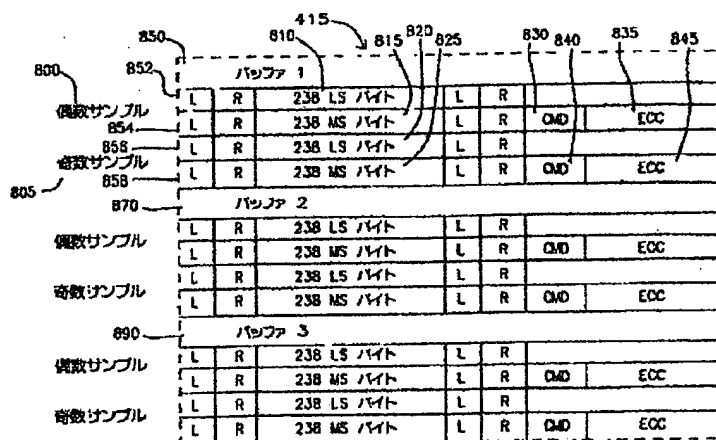 415
850 810 815 820 825 830 840 835 845
バッファ 1
852
800
偶数サンプル
L R 238 LS バイト L R
854
L R 238 MS バイト L R CMD ECC
856
奇数サンプル
L R 238 LS バイト L R
805
858
L R 238 MS バイト L R CMD ECC
870
バッファ 2
偶数サンプル
L R 238 LS バイト L R
L R 238 MS バイト L R CMD ECC
奇数サンプル
L R 238 LS バイト L R
L R 238 MS バイト L R CMD ECC
890
バッファ 3
偶数サンプル
L R 238 LS バイト L R
L R 238 MS バイト L R CMD ECC
奇数サンプル
L R 238 LS バイト L R
L R 238 MS バイト L R CMD ECC